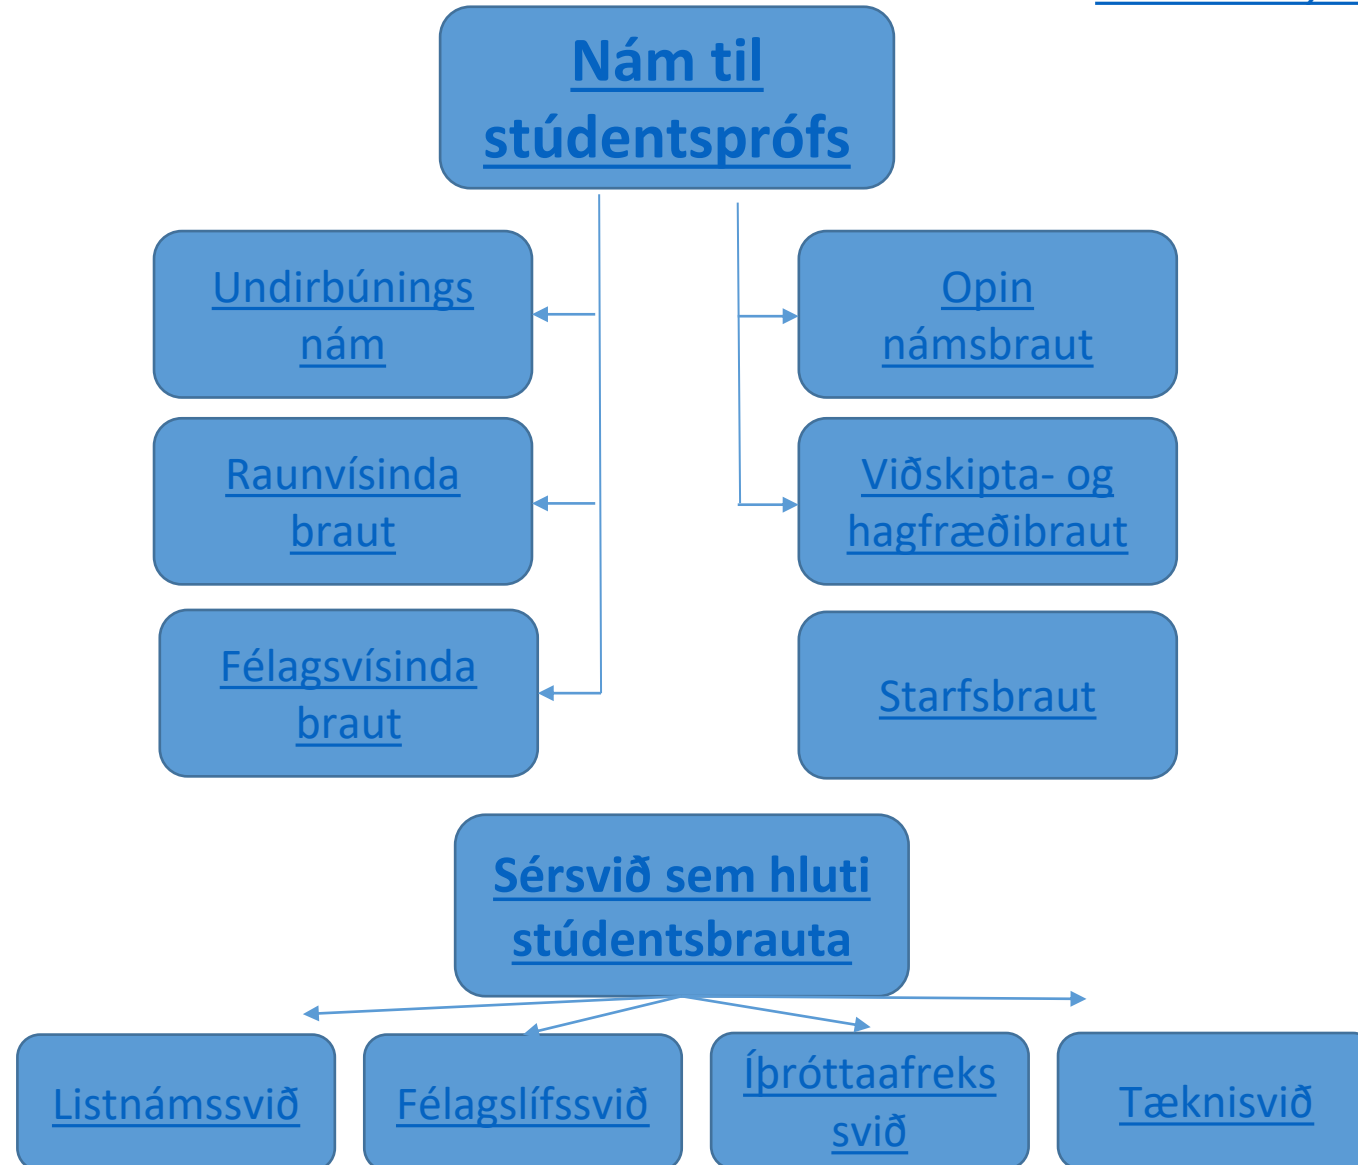 Nám til
stúdentsprófs
Undirbúnings
nám
Opin
námsbraut
Raunvísinda
braut
Viðskipta- og
hagfræðibraut
Félagsvísinda
braut
Starfsbraut
Sérsvið sem hluti
stúdentsbrauta
Listnámssvið
Félagslífssvið
Íþróttaafreks
svið
Tæknisvið